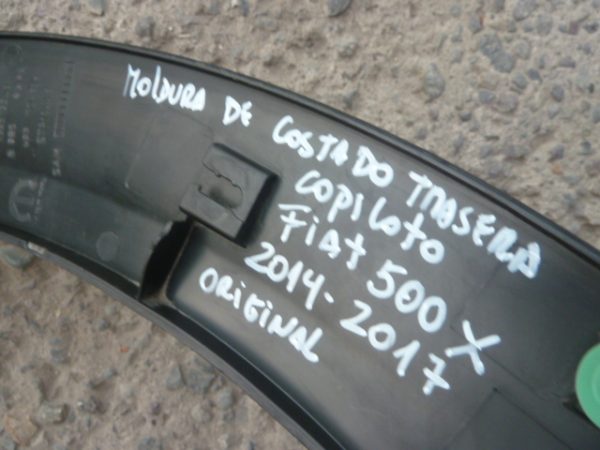 MOLDURA DE COSTADO TRASERA
COPILOTO
FiAt 500 X
2014-2017
ORIGINAL